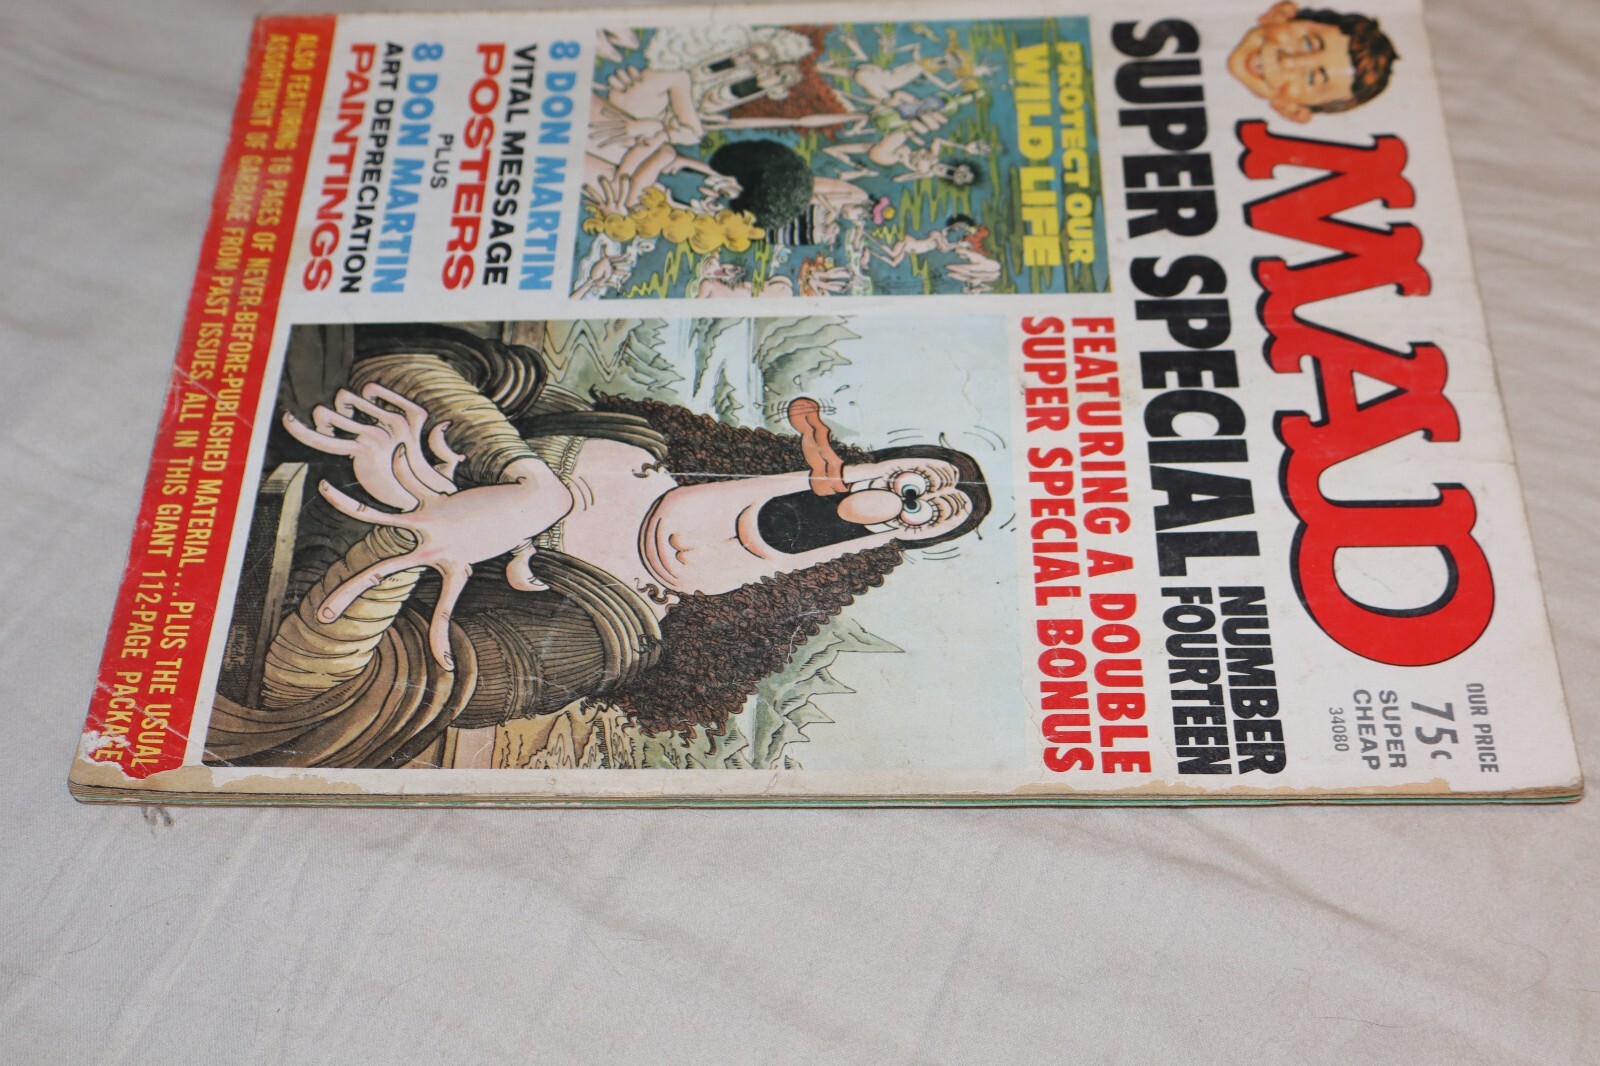 MAD
OUR PRICE
75c
SUPER
CHEAP
34080
SUPER SPECIAL
NUMBER
FOURTEEN
PROTECT OUR
WILD LIFE
8 DON MARTIN
VITAL MESSAGE
POSTERS
PLUS
8 DON MARTIN
ART DEPRECIATION
PAINTINGS
FEATURING A DOUBLE
SUPER SPECIAL BONUS
ALSO FEATURING 16 PAGES OF NEVER-BEFORE-PUBLISHED MATERIAL... PLUS THE USUAL
ASSORTMENT OF GARBAGE FROM PAST ISSUES, ALL IN THIS GIANT 112-PAGE PACKAGE